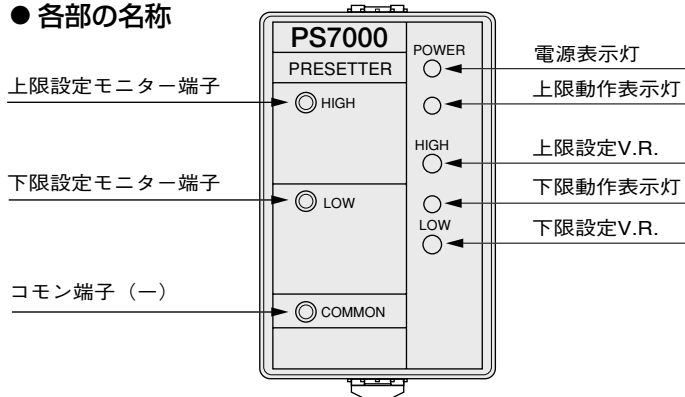 ● 各部の名称
上限設定モニター端子
下限設定モニター端子
コモン端子（－）
PS7000
PRESETTER
HIGH
LOW
COMMON
POWER
HIGH
LOW
電源表示灯
上限動作表示灯
上限設定V.R.
下限動作表示灯
下限設定V.R.